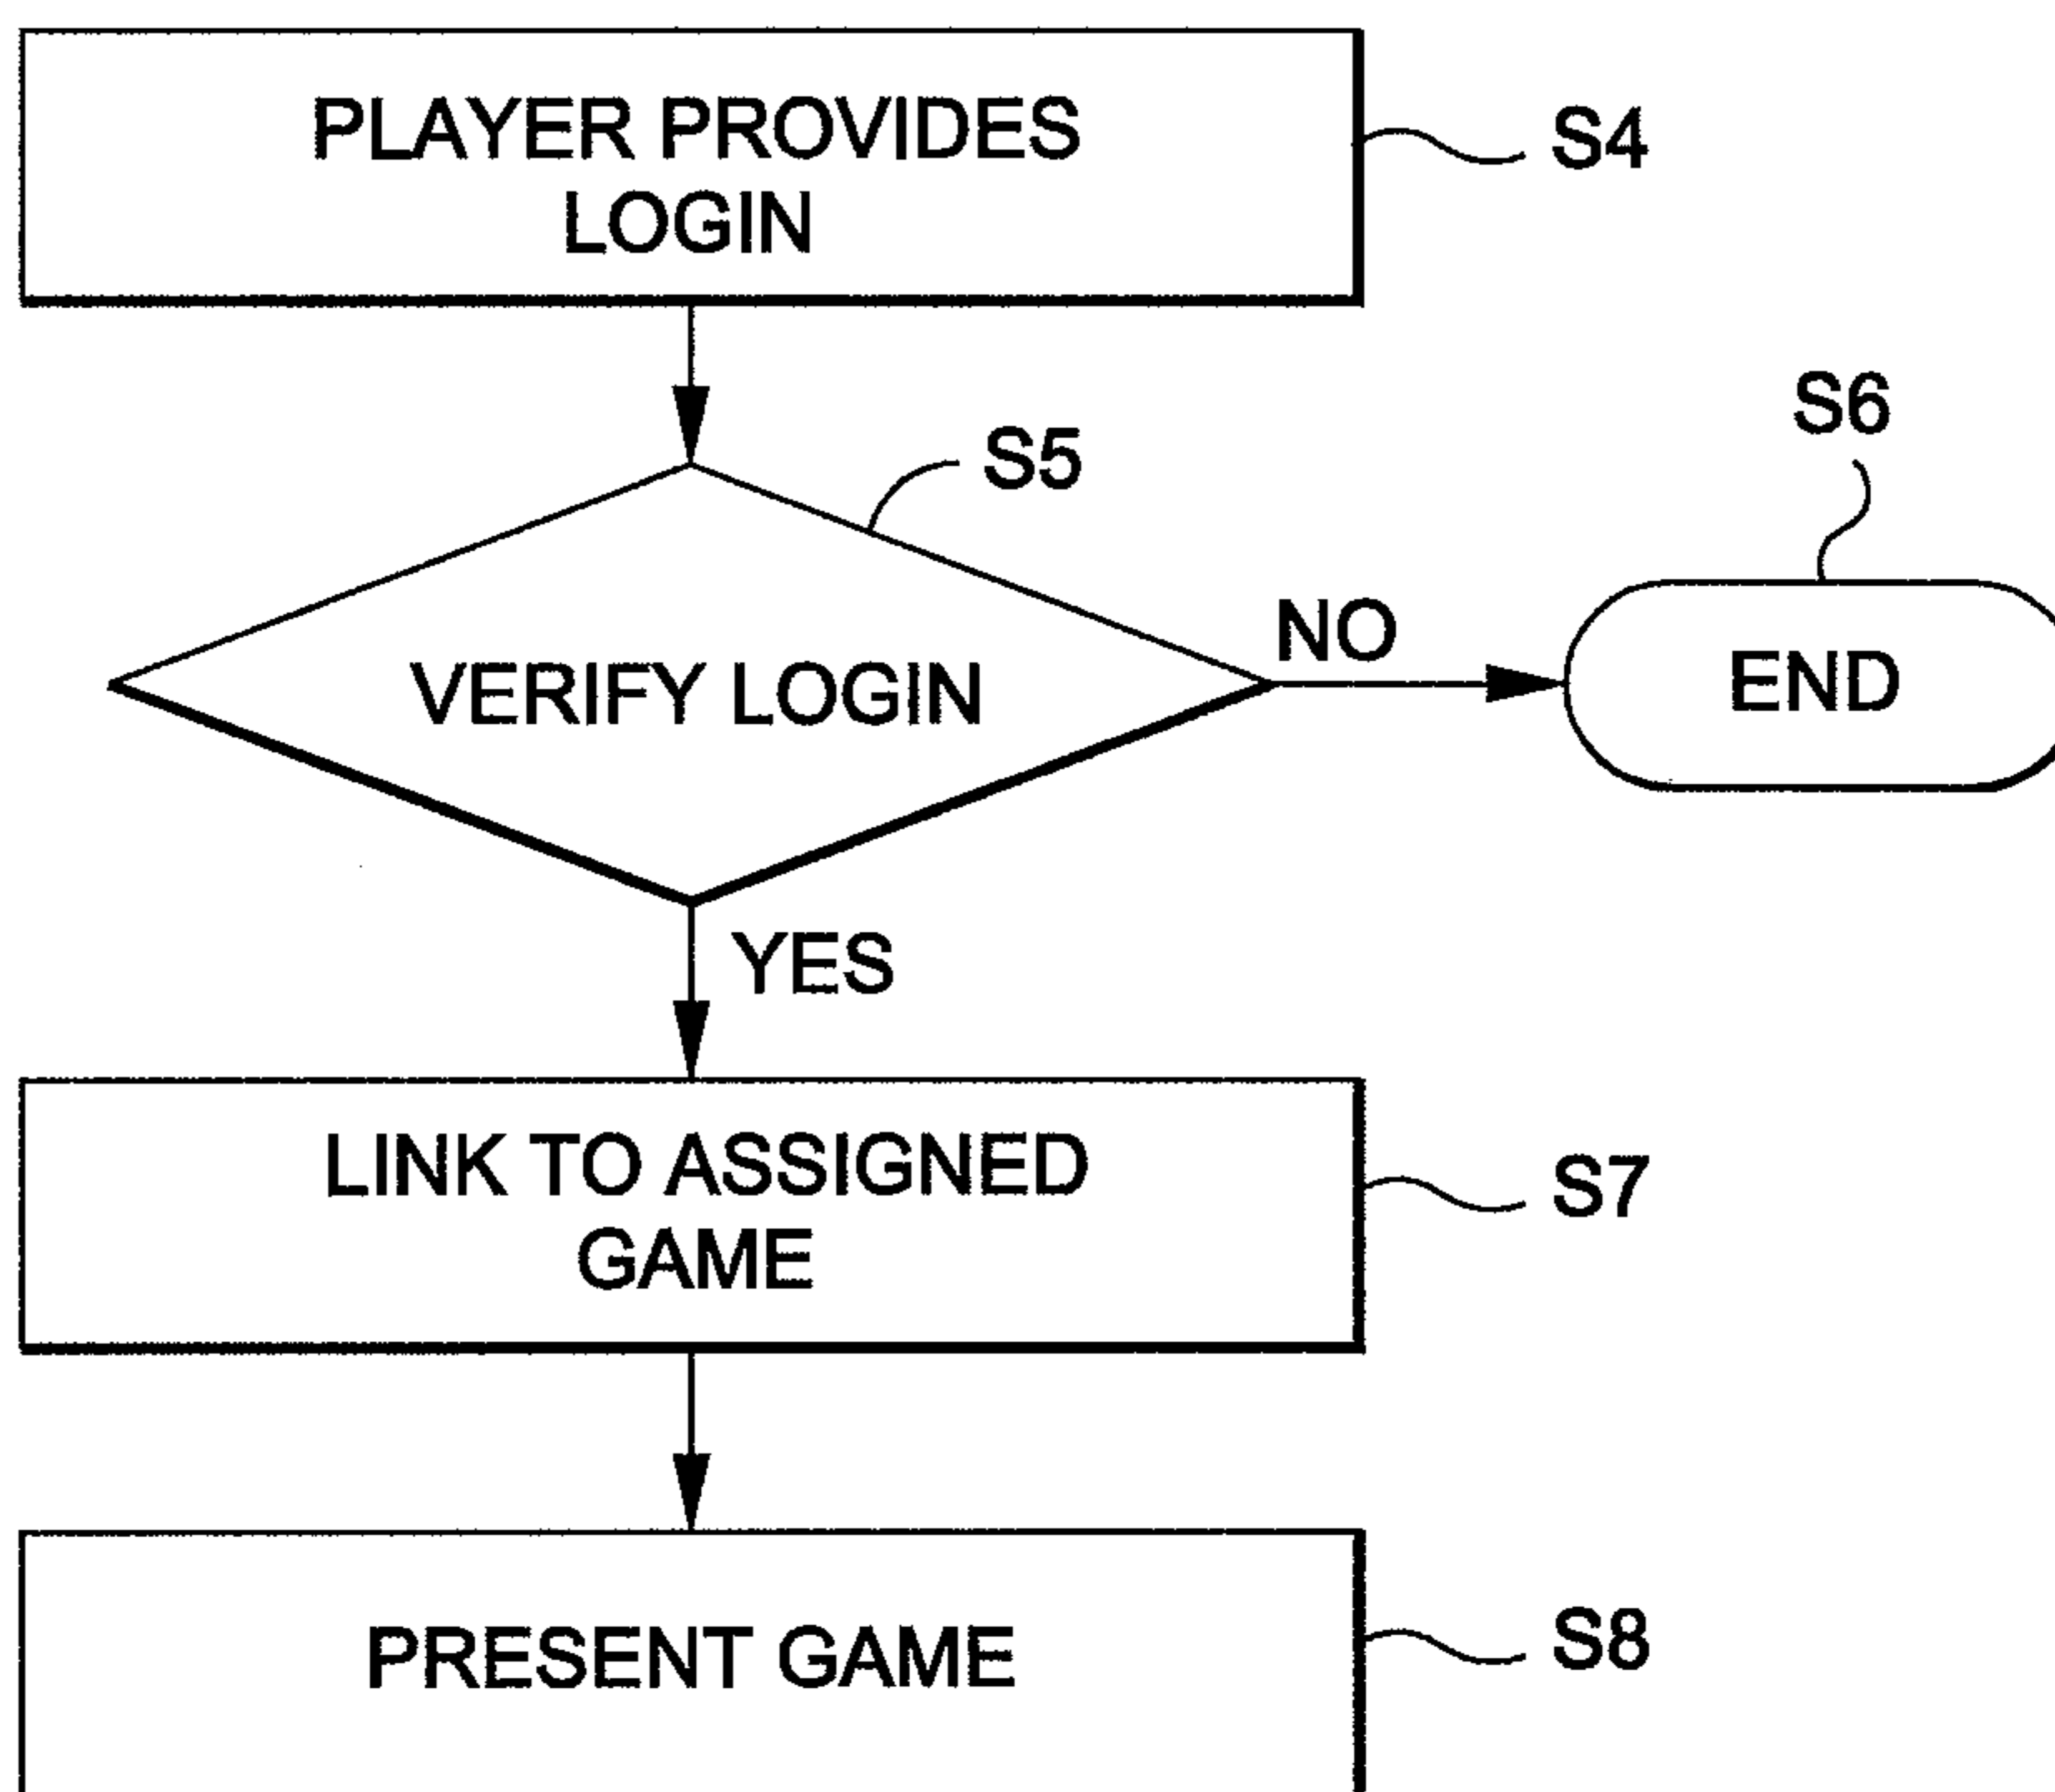 PLAYER PROVIDES
LOGIN
S4
S5
S6
VERIFY LOGIN
NO
END
YES
LINK TO ASSIGNED
GAME
S7
PRESENT GAME
S8